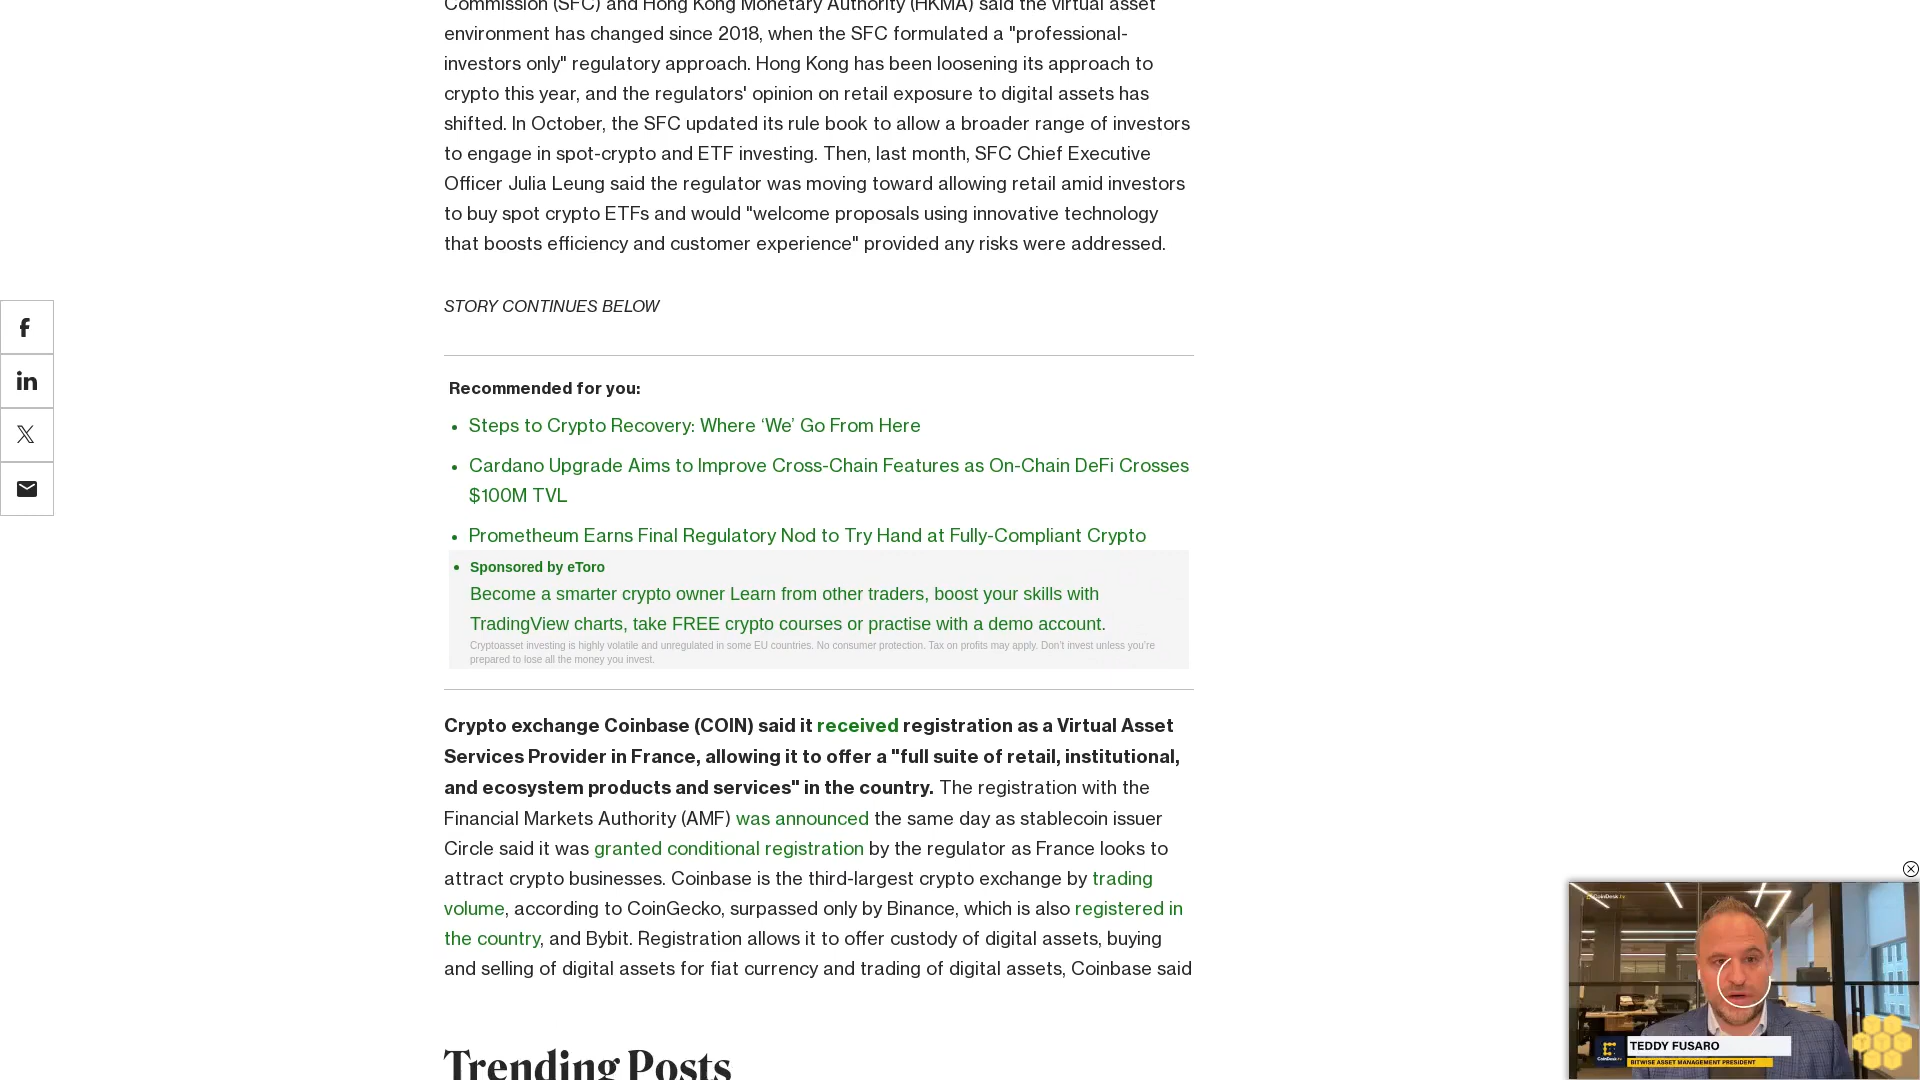 Commission (SFC) and Hong Kong Monetary Authority (HKMA) said the virtual asset
environment has changed since 2018, when the SFC formulated a "professional-
investors only" regulatory approach. Hong Kong has been loosening its approach to
crypto this year, and the regulators' opinion on retail exposure to digital assets has
shifted. In October, the SFC updated its rule book to allow a broader range of investors
to engage in spot-crypto and ETF investing. Then, last month, SFC Chief Executive
Officer Julia Leung said the regulator was moving toward allowing retail amid investors
to buy spot crypto ETFs and would "welcome proposals using innovative technology
that boosts efficiency and customer experience" provided any risks were addressed.
STORY CONTINUES BELOW
Recommended for you:
Steps to Crypto Recovery: Where ‘We’ Go From Here
Cardano Upgrade Aims to Improve Cross-Chain Features as On-Chain DeFi Crosses
$100M TVL
Prometheum Earns Final Regulatory Nod to Try Hand at Fully-Compliant Crypto
Sponsored by eToro
Become a smarter crypto owner Learn from other traders, boost your skills with
TradingView charts, take FREE crypto courses or practise with a demo account.
Cryptoasset investing is highly volatile and unregulated in some EU countries. No consumer protection. Tax on profits may apply. Don’t invest unless you’re
prepared to lose all the money you invest.
Crypto exchange Coinbase (COIN) said it received registration as a Virtual Asset
Services Provider in France, allowing it to offer a "full suite of retail, institutional,
and ecosystem products and services" in the country. The registration with the
Financial Markets Authority (AMF) was announced the same day as stablecoin issuer
Circle said it was granted conditional registration by the regulator as France looks to
attract crypto businesses. Coinbase is the third-largest crypto exchange by trading
volume, according to CoinGecko, surpassed only by Binance, which is also registered in
the country, and Bybit. Registration allows it to offer custody of digital assets, buying
and selling of digital assets for fiat currency and trading of digital assets, Coinbase said
Trending Posts
CoinDesk tv
TEDDY FUSARO
BITWISE ASSET MANAGEMENT PRESIDENT